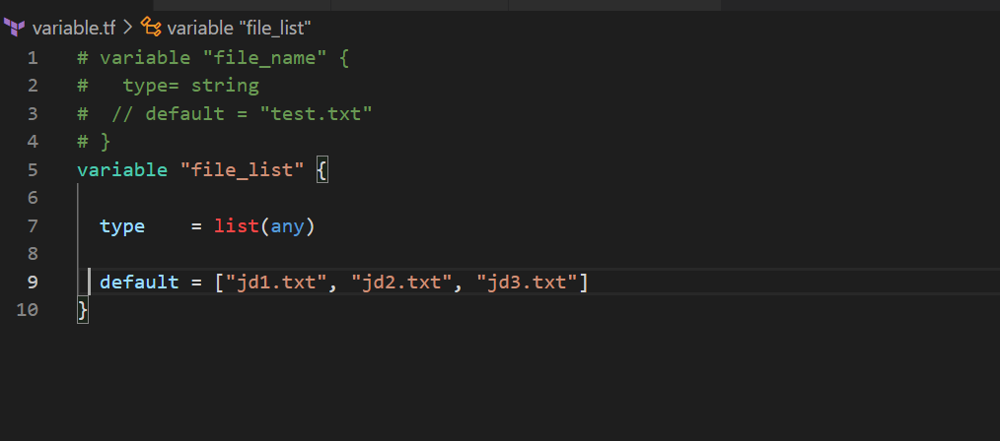 variable.tf > variable "file_list"
1 # variable "file_name" {
2 #   type= string
3 #  // default = "test.txt"
4 # }
5 variable "file_list" {
6
7   type    = list(any)
8
9   default = ["jd1.txt", "jd2.txt", "jd3.txt"]
10 }